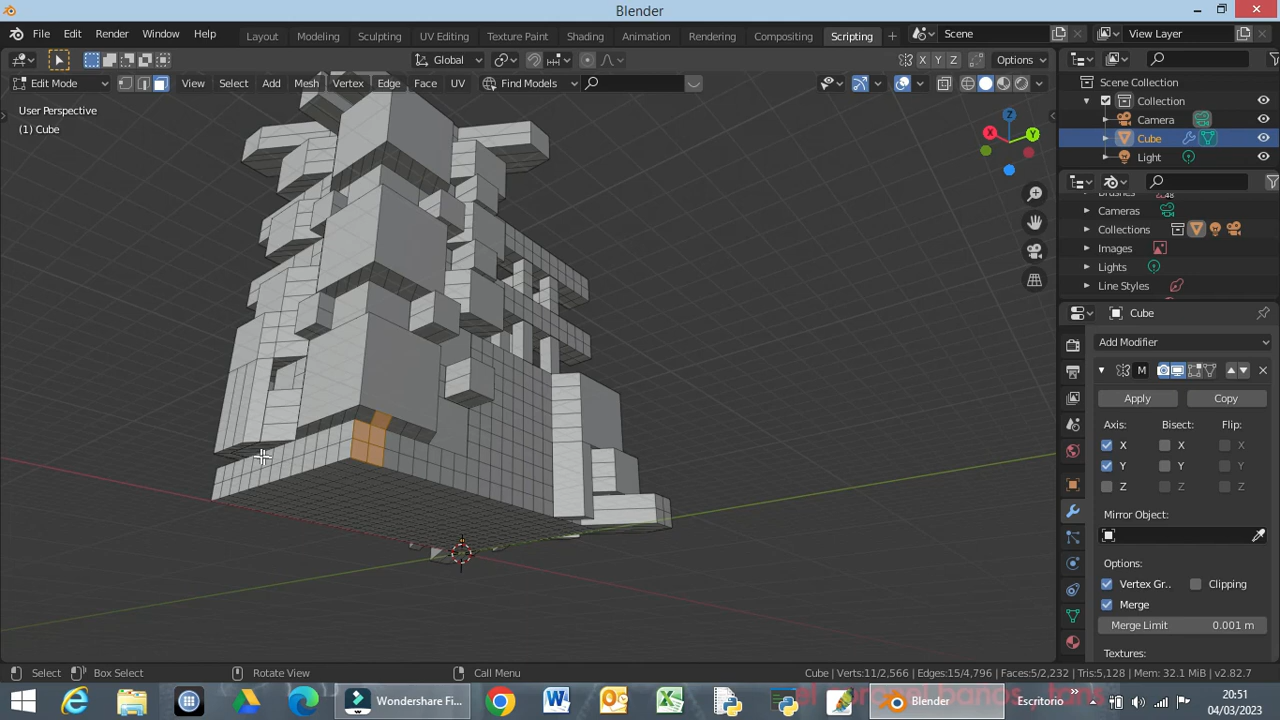 Blender
File Edit Render Window Help Layout Modeling Sculpting UV Editing Texture Paint Shading Animation Rendering Compositing Scripting + Scene View Layer
Global X Y Z Options
Edit Mode View Select Add Mesh Vertex Edge Face UV Find Models
User Perspective
(1) Cube
X Y Z
Scene Collection
Collection
Camera
Cube
Light
Brushes
Cameras
Collections
Images
Lights
Line Styles
Cube
Add Modifier
M
Apply Copy
Axis: Bisect: Flip:
X X X
Y Y Y
Z Z Z
Mirror Object:
Options:
Vertex Gr.. Clipping
Merge
Merge Limit 0.001 m
Textures:
Select Box Select Rotate View Call Menu Cube | Verts:11/2,566 | Edges:15/4,796 | Faces:5/2,232 | Tris:5,128 | Mem: 32.1 MiB | v2.82.7
Wondershare Fi... Blender Escritorio 20:51
04/03/2023